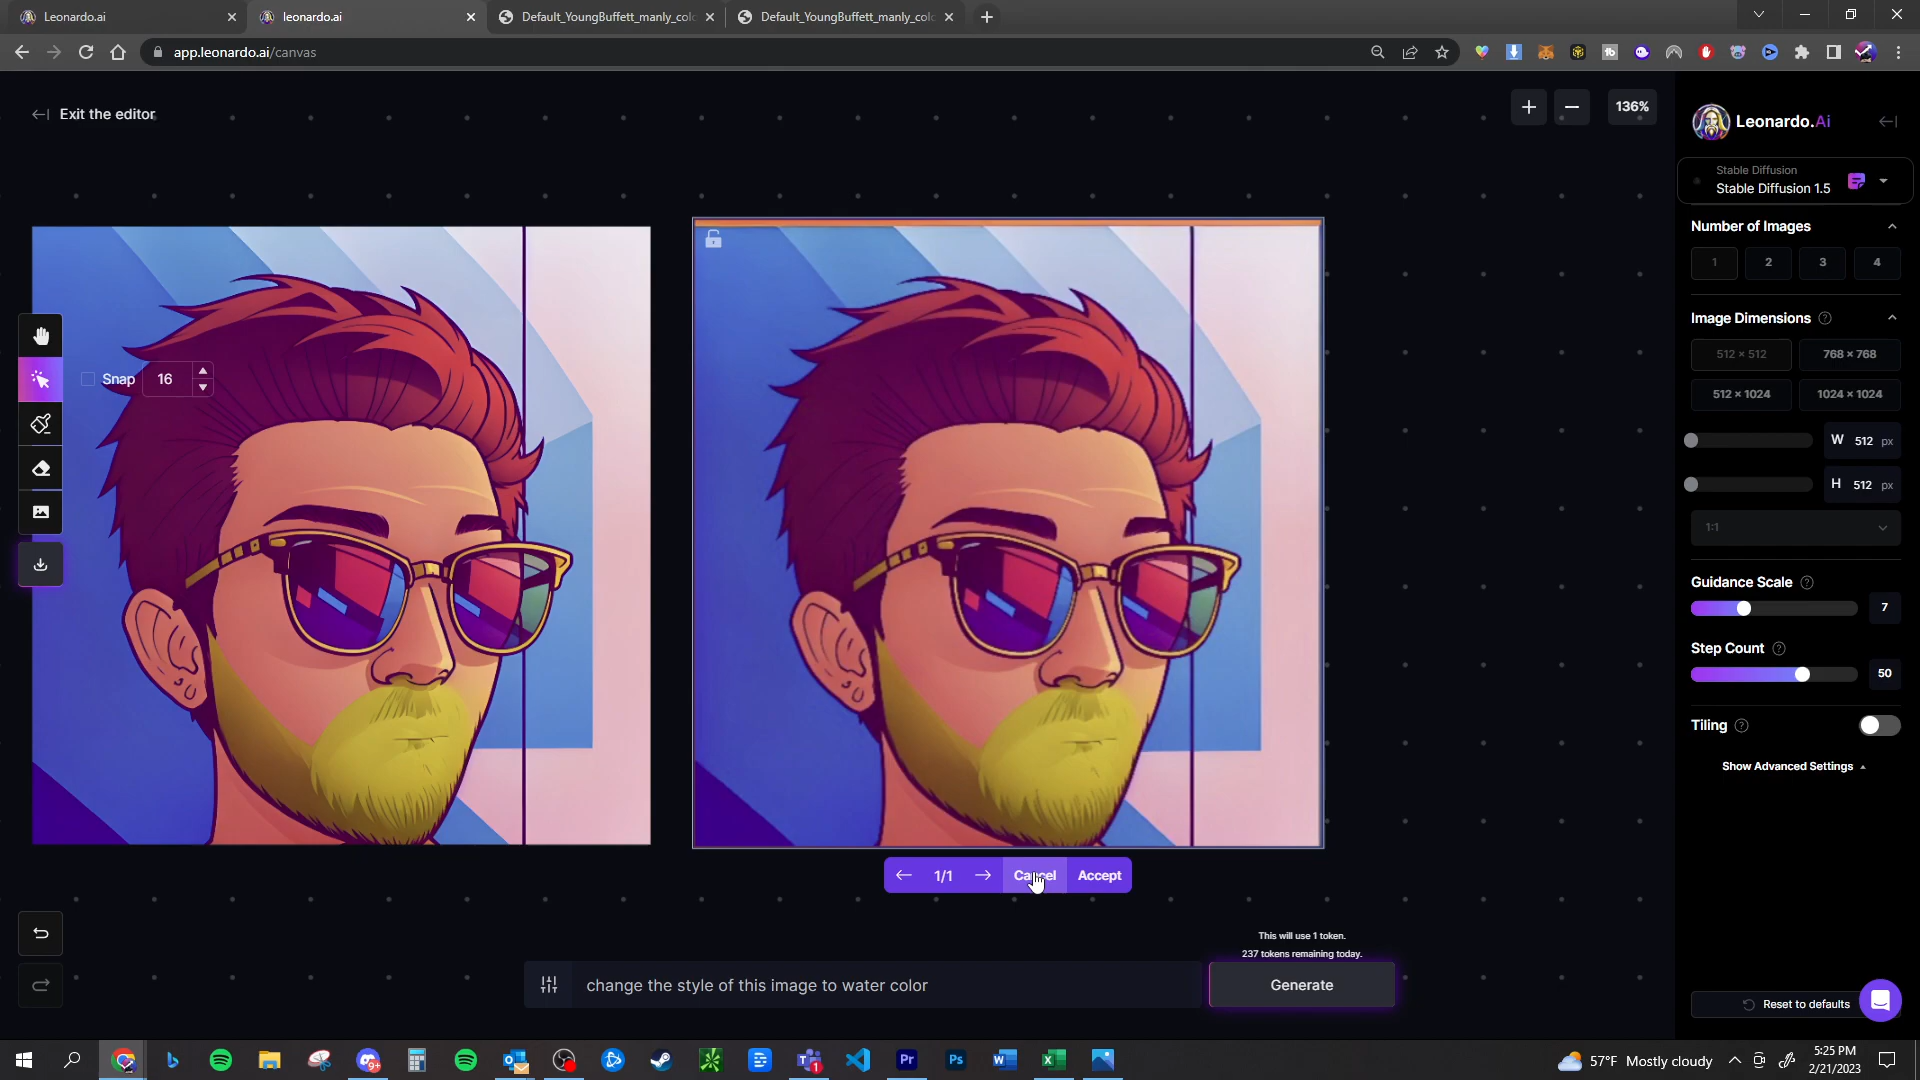 Leonardo.ai
leonardo.ai
Default_YoungBuffett_manly_colo
Default_YoungBuffett_manly_colo
app.leonardo.ai/canvas
Exit the editor
136%
Leonardo.Ai
Stable Diffusion
Stable Diffusion 1.5
Number of Images
1 2 3 4
Image Dimensions
512 × 512 768 × 768
512 × 1024 1024 × 1024
W 512 px
H 512 px
1:1
Guidance Scale
7
Step Count
50
Tiling
Show Advanced Settings
Snap 16
1/1 Cancel Accept
This will use 1 token.
237 tokens remaining today.
change the style of this image to water color
Generate
Reset to defaults
57°F Mostly cloudy
5:25 PM
2/21/2023